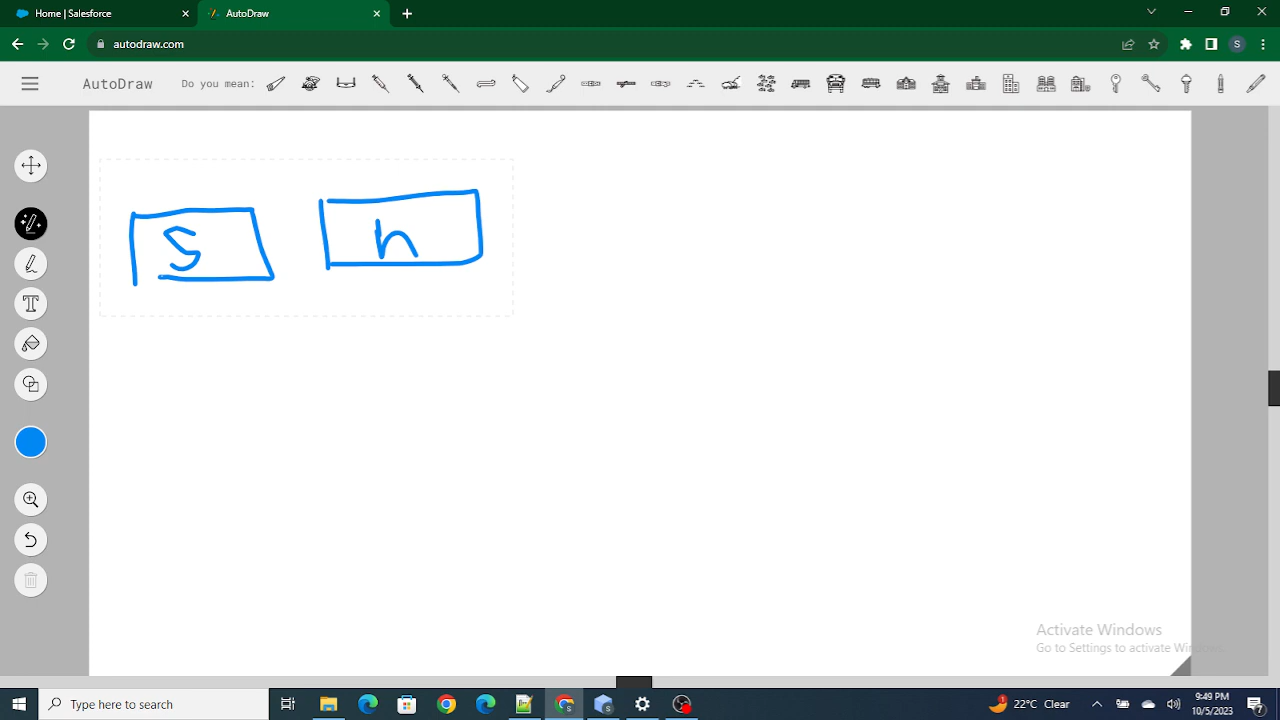 Home | Salesforce
AutoDraw
autodraw.com
S
AutoDraw
Do you mean:
S
h
T
Activate Windows
Go to Settings to activate Windows.
Type here to search
22°C Clear
9:49 PM
10/5/2023